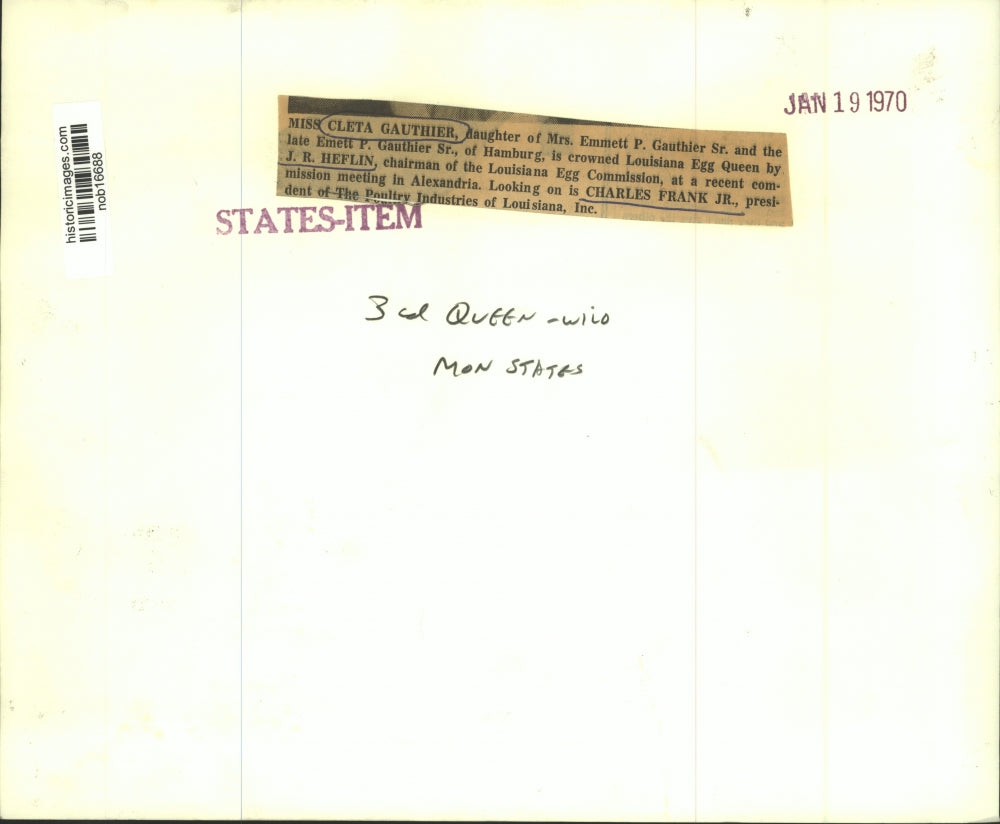 historicimages.com
nob16688
JAN 19 1970
MISS CLETA GAUTHIER, daughter of Mrs. Emmett P. Gauthier Sr. and the
late Emett P. Gauthier Sr., of Hamburg, is crowned Louisiana Egg Queen by
J. R. HEFLIN, chairman of the Louisiana Egg Commission, at a recent com-
mission meeting in Alexandria. Looking on is CHARLES FRANK JR., presi-
dent of The Poultry Industries of Louisiana, Inc.
STATES-ITEM
3 cl QUEEN - WILD
MON STATES